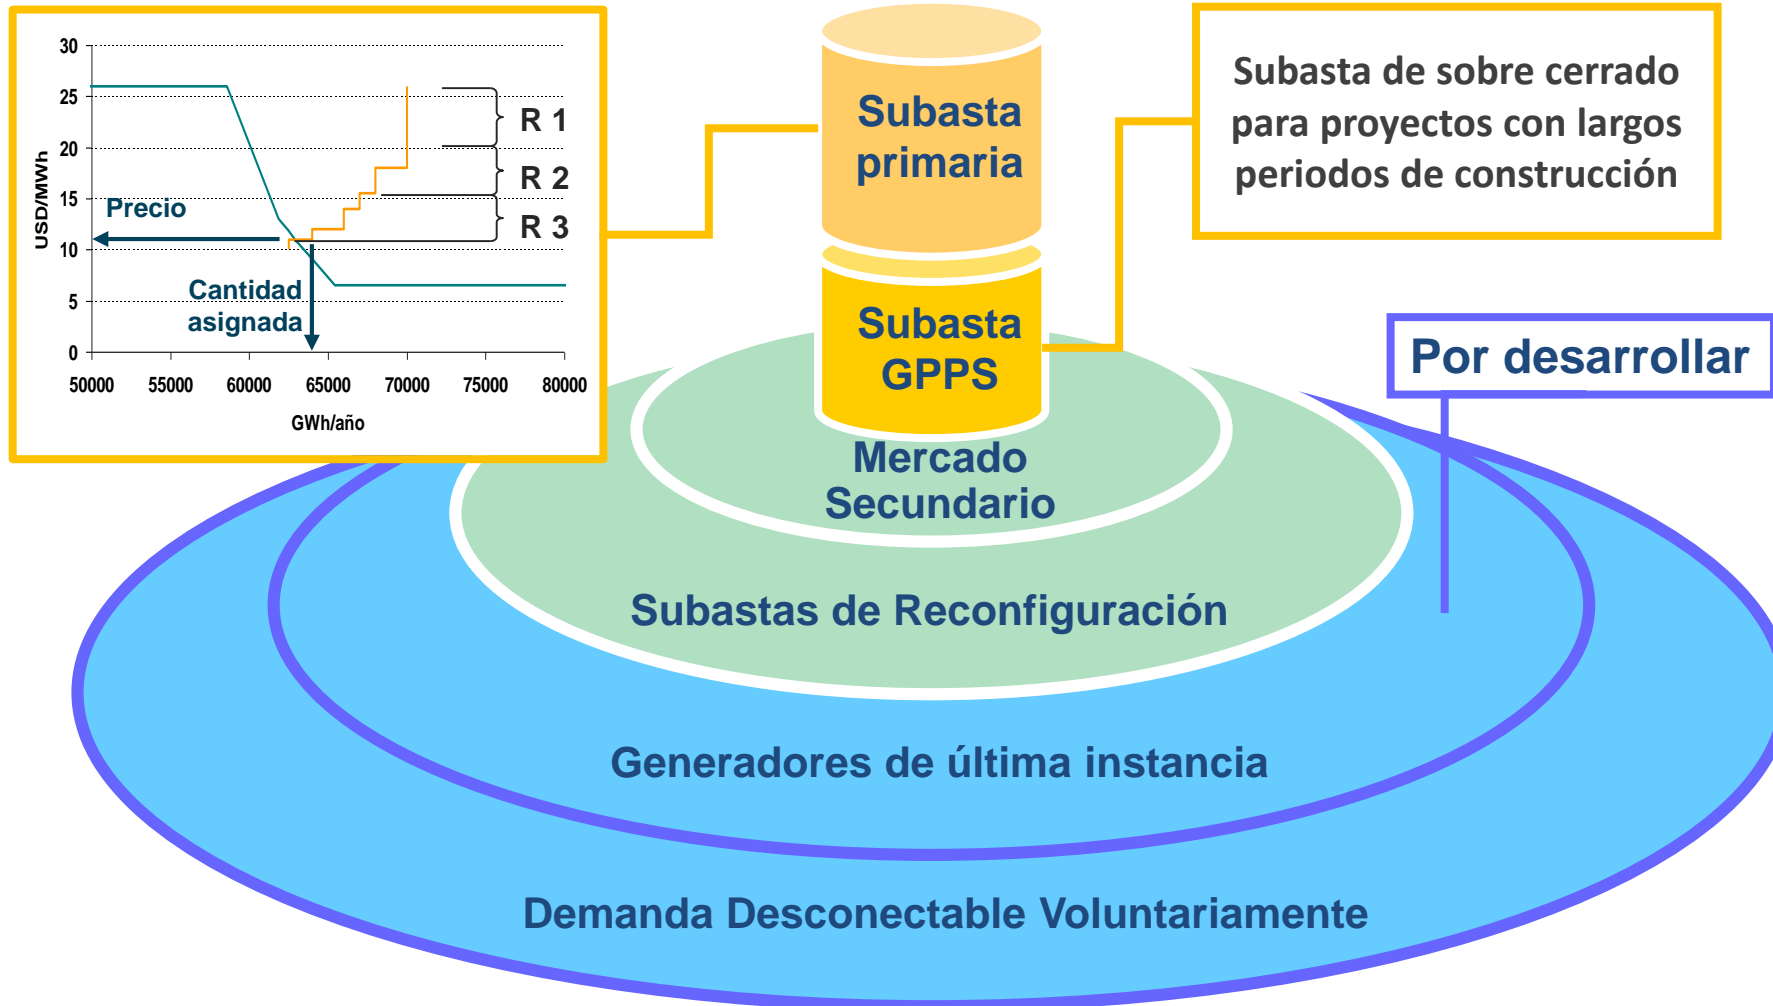 30
25
20
15
10
5
0
USD/MWh
50000 55000 60000 65000 70000 75000 80000
GWh/año
Precio
Cantidad
asignada
R 1
R 2
R 3
Subasta
primaria
Subasta
GPPS
Subasta de sobre cerrado
para proyectos con largos
periodos de construcción
Por desarrollar
Mercado
Secundario
Subastas de Reconfiguración
Generadores de última instancia
Demanda Desconectable Voluntariamente